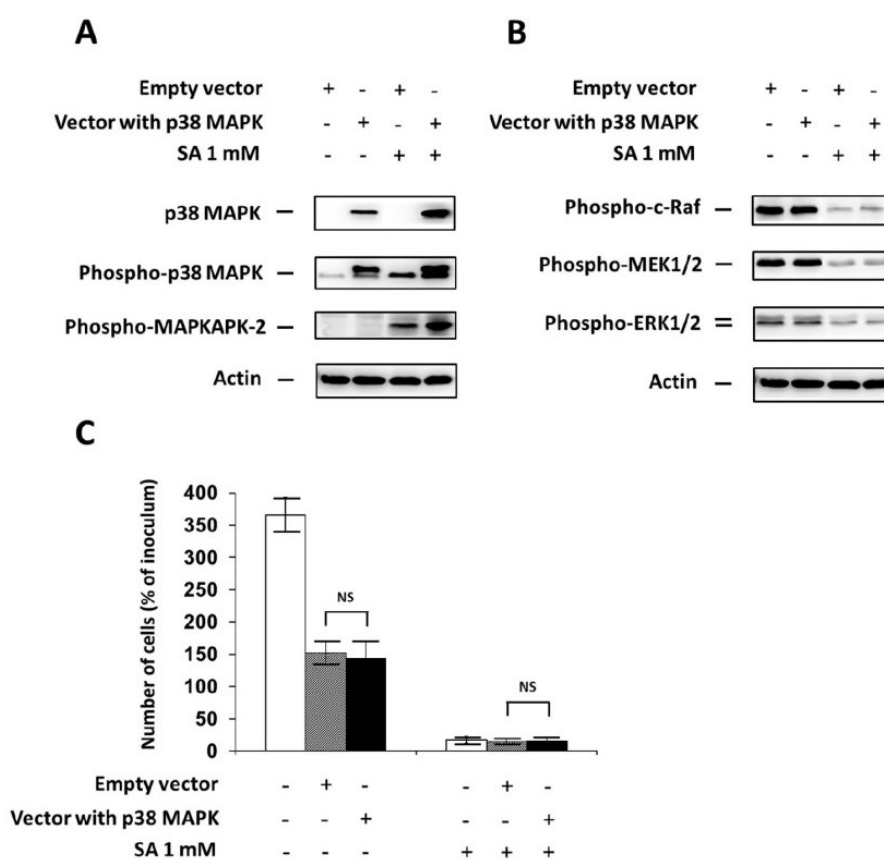 A
Empty vector + - + -
Vector with p38 MAPK - + - +
SA 1 mM - - + +
p38 MAPK –
Phospho-p38 MAPK –
Phospho-MAPKAPK-2 –
Actin –
B
Empty vector + - + -
Vector with p38 MAPK - + - +
SA 1 mM - - + +
Phospho-c-Raf –
Phospho-MEK1/2 –
Phospho-ERK1/2 =
Actin –
C
Number of cells (% of inoculum)
400
350
300
250
200
150
100
50
0
NS
NS
Empty vector - + - - + -
Vector with p38 MAPK - - + - - +
SA 1 mM - - - + + +